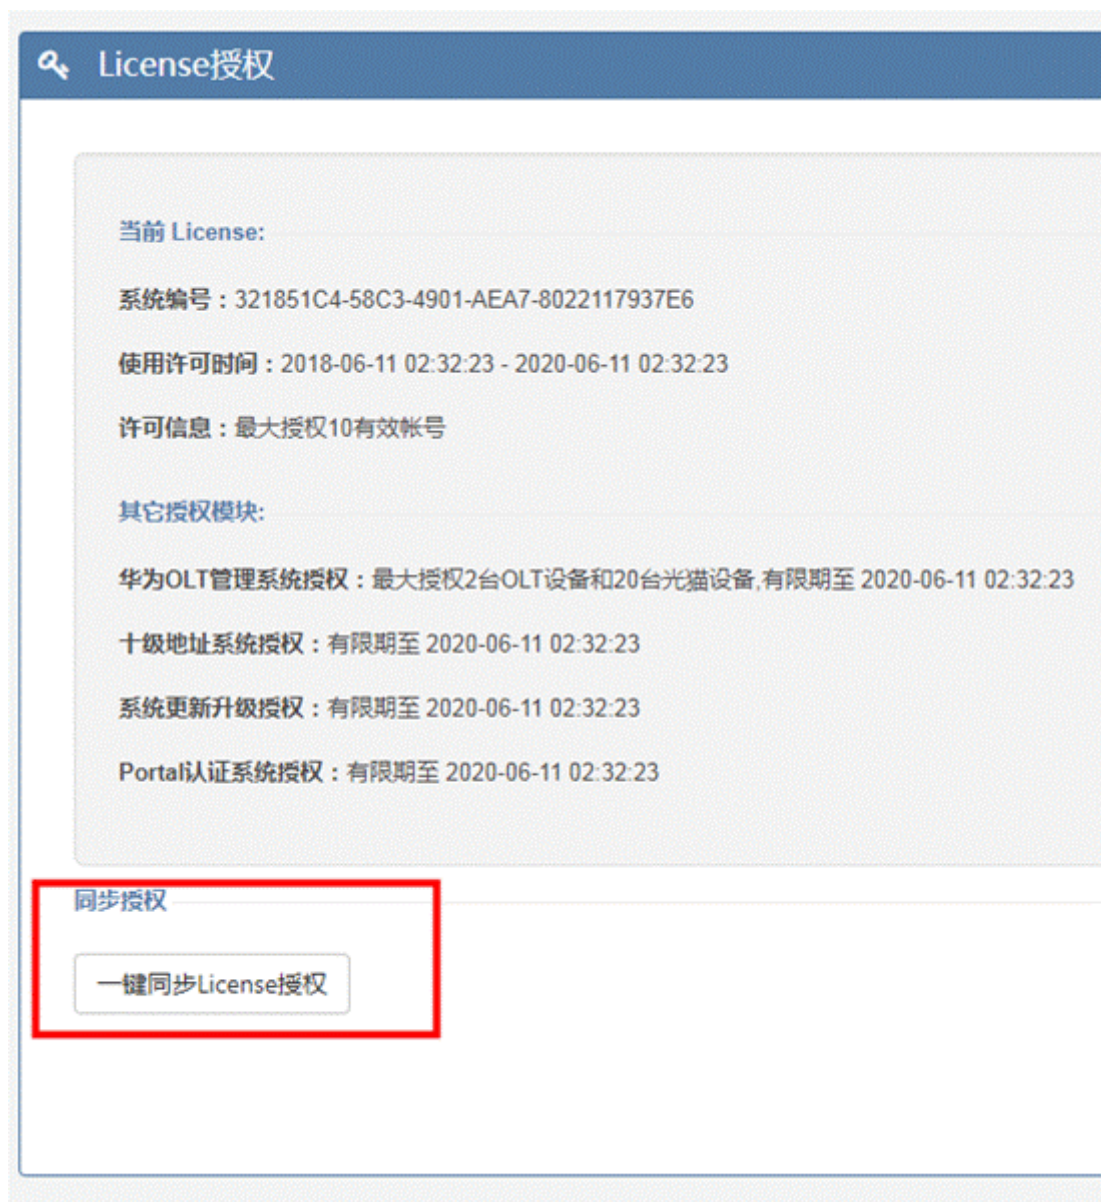 License授权
当前 License:
系统编号：321851C4-58C3-4901-AEA7-8022117937E6
使用许可时间：2018-06-11 02:32:23 - 2020-06-11 02:32:23
许可信息：最大授权10有效帐号
其它授权模块:
华为OLT管理系统授权：最大授权2台OLT设备和20台光猫设备,有限期至 2020-06-11 02:32:23
十级地址系统授权：有限期至 2020-06-11 02:32:23
系统更新升级授权：有限期至 2020-06-11 02:32:23
Portal认证系统授权：有限期至 2020-06-11 02:32:23
同步授权
一键同步License授权